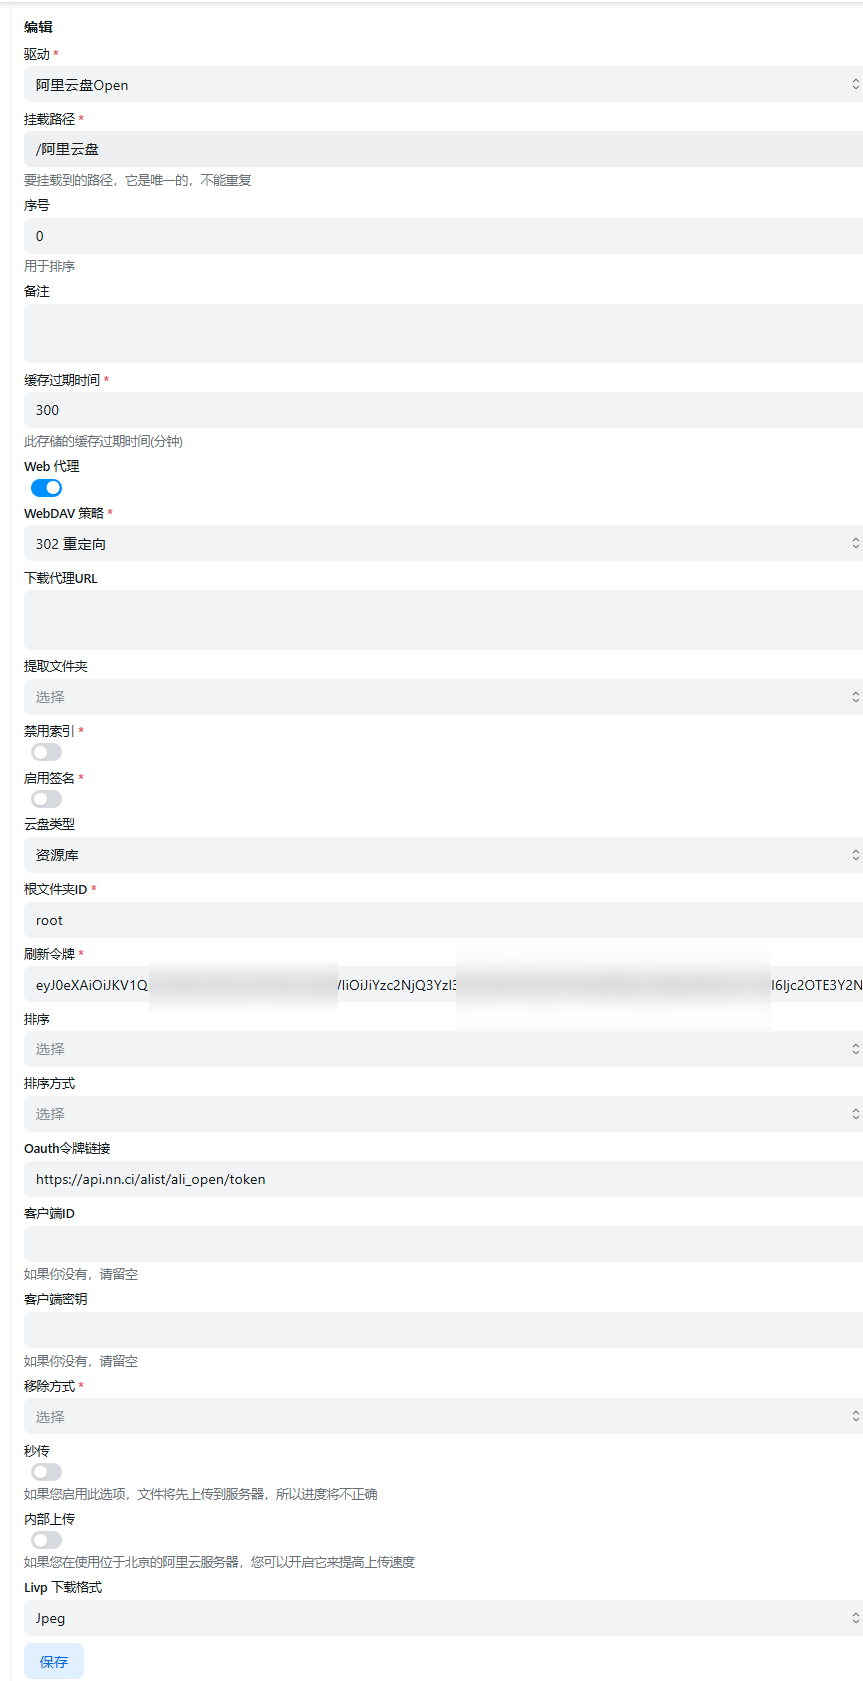 编辑
驱动 *
阿里云盘Open
挂载路径 *
/阿里云盘
要挂载到的路径，它是唯一的，不能重复
序号
0
用于排序
备注
缓存过期时间 *
300
此存储的缓存过期时间(分钟)
Web 代理
WebDAV 策略 *
302 重定向
下载代理URL
提取文件夹
选择
禁用索引 *
启用签名 *
云盘类型
资源库
根文件夹ID *
root
刷新令牌 *
eyJ0eXAiOiJKV1Q
排序
选择
排序方式
选择
Oauth令牌链接
https://api.nn.ci/alist/ali_open/token
客户端ID
如果你没有，请留空
客户端密钥
如果你没有，请留空
移除方式 *
选择
秒传
如果您启用此选项，文件将先上传到服务器，所以进度将不正确
内部上传
如果您在使用位于北京的阿里云服务器，您可以开启它来提高上传速度
Livp 下载格式
Jpeg
保存